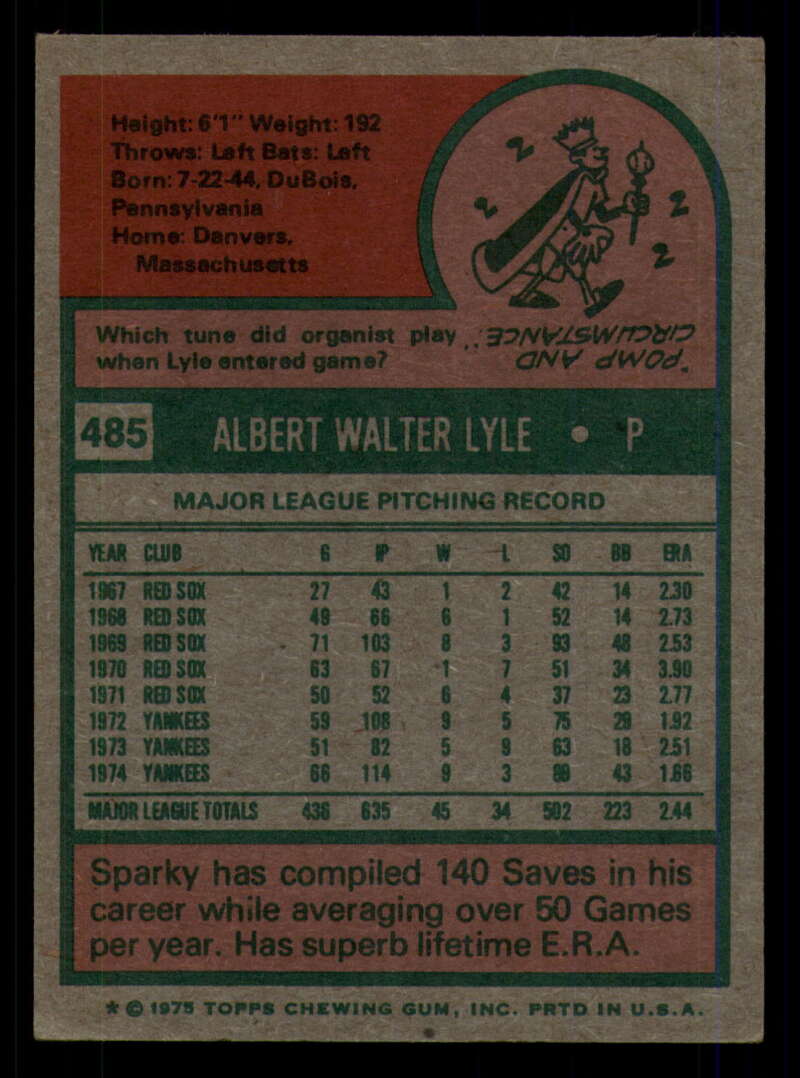 Height: 6'1" Weight: 192
Throws: Left Bats: Left
Born: 7-22-44, DuBois,
Pennsylvania
Home: Danvers,
Massachusetts
2
2
2
2
Which tune did organist play
when Lyle entered game?
"POMP AND
CIRCUMSTANCE."
485 ALBERT WALTER LYLE • P
MAJOR LEAGUE PITCHING RECORD
YEAR CLUB G IP W L SO BB ERA
1967 RED SOX 27 43 1 2 42 14 2.30
1968 RED SOX 49 66 6 1 52 14 2.73
1969 RED SOX 71 103 8 3 93 48 2.53
1970 RED SOX 63 67 1 7 51 34 3.90
1971 RED SOX 50 52 6 4 37 23 2.77
1972 YANKEES 59 108 9 5 75 29 1.92
1973 YANKEES 51 82 5 9 63 18 2.51
1974 YANKEES 66 114 9 3 89 43 1.66
MAJOR LEAGUE TOTALS 436 635 45 34 502 223 2.44
Sparky has compiled 140 Saves in his
career while averaging over 50 Games
per year. Has superb lifetime E.R.A.
* © 1975 TOPPS CHEWING GUM, INC. PRTD IN U.S.A.